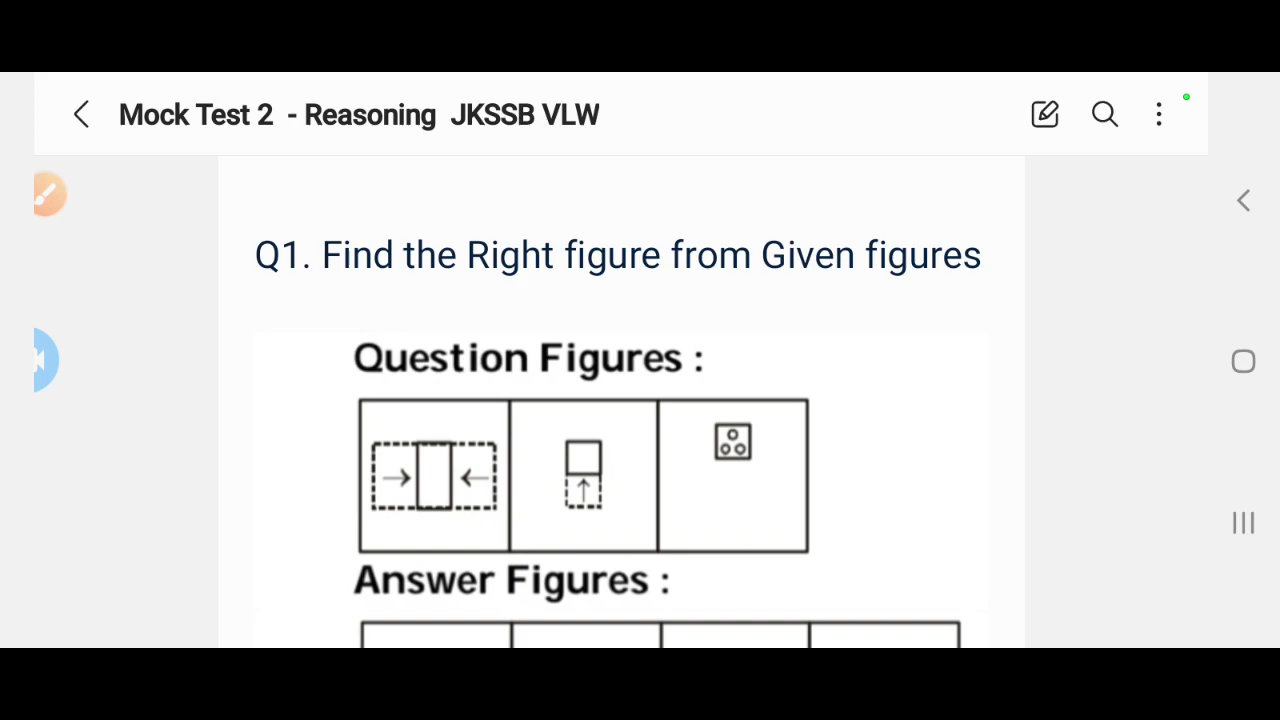 Mock Test 2 - Reasoning JKSSB VLW
Q1. Find the Right figure from Given figures
Question Figures :
Answer Figures :